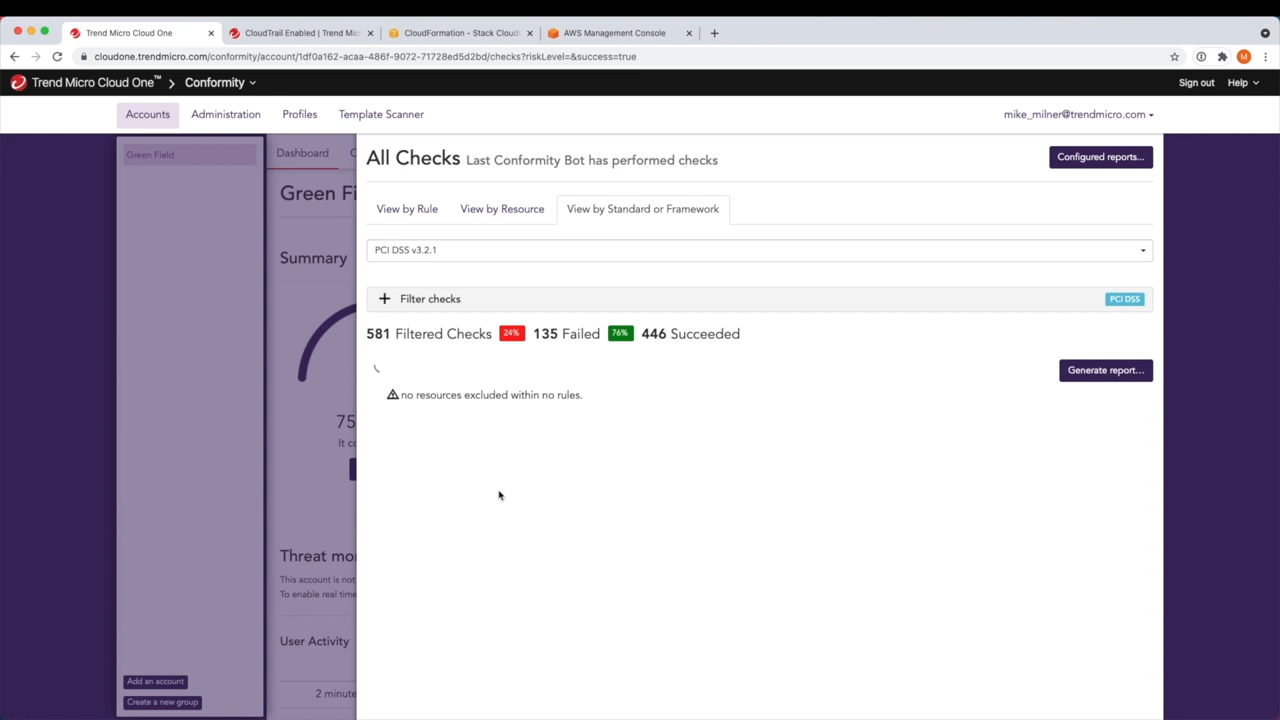 Trend Micro Cloud One
CloudTrail Enabled | Trend Mic
CloudFormation - Stack CloudF
AWS Management Console
cloudone.trendmicro.com/conformity/account/1df0a162-acaa-486f-9072-71728ed5d2bd/checks?riskLevel=&success=true
M
Trend Micro Cloud One™ > Conformity
Sign out
Help
Accounts
Administration
Profiles
Template Scanner
mike_milner@trendmicro.com
Green Field
Dashboard
C
Green Fi
Summary
75
It co
Threat mo
This account is not
To enable real time
User Activity
2 minute
Add an account
Create a new group
All Checks Last Conformity Bot has performed checks
Configured reports...
View by Rule
View by Resource
View by Standard or Framework
PCI DSS v3.2.1
+ Filter checks
PCI DSS
581 Filtered Checks 24% 135 Failed 76% 446 Succeeded
Generate report...
no resources excluded within no rules.